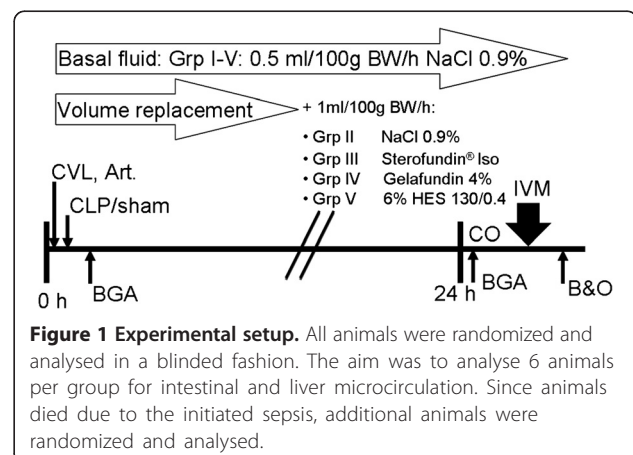 Basal fluid: Grp I-V: 0.5 ml/100g BW/h NaCl 0.9%
Volume replacement
+ 1ml/100g BW/h:
• Grp II NaCl 0.9%
• Grp III Sterofundin® Iso
• Grp IV Gelafundin 4%
• Grp V 6% HES 130/0.4
CVL, Art.
CLP/sham
IVM
CO
BGA
0 h
24 h
BGA
B&O
Figure 1 Experimental setup. All animals were randomized and
analysed in a blinded fashion. The aim was to analyse 6 animals
per group for intestinal and liver microcirculation. Since animals
died due to the initiated sepsis, additional animals were
randomized and analysed.